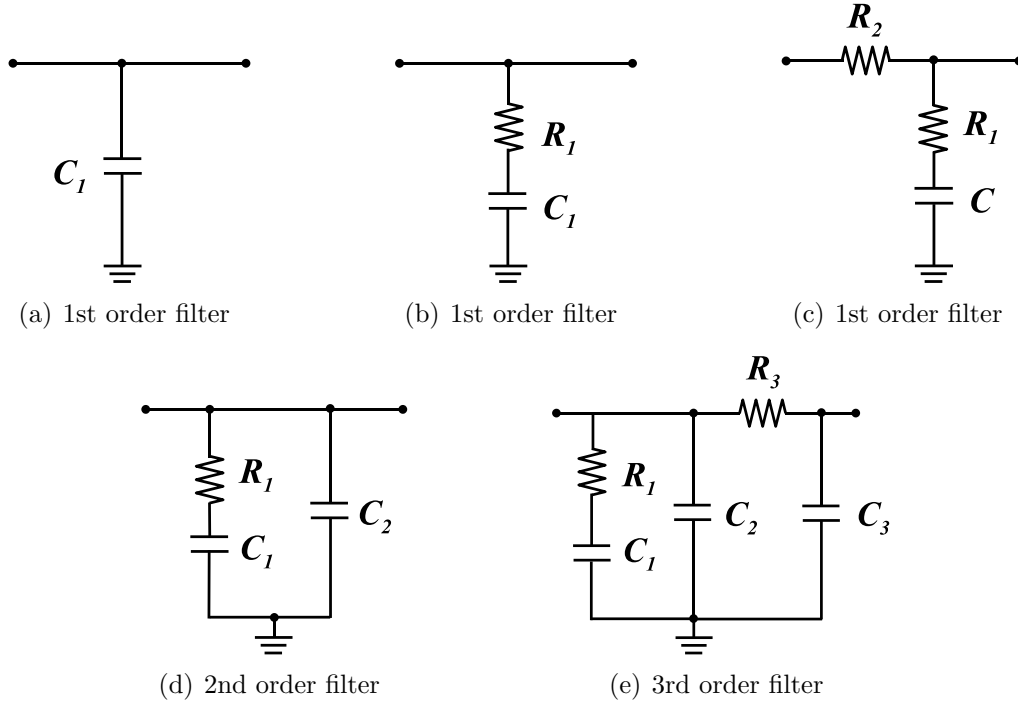 R₂
C₁
R₁
C₁
R₁
C
(a) 1st order filter
(b) 1st order filter
(c) 1st order filter
R₃
R₁
C₁
C₂
R₁
C₁
C₂
C₃
(d) 2nd order filter
(e) 3rd order filter